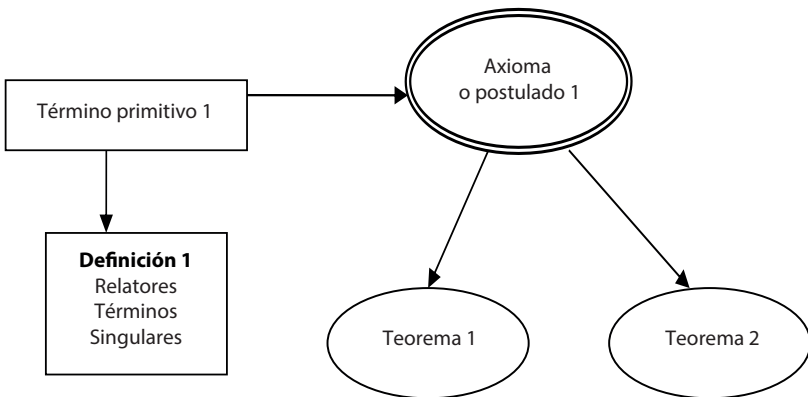 Axioma
o postulado 1
Término primitivo 1
Definición 1
Relatores
Términos
Singulares
Teorema 1
Teorema 2